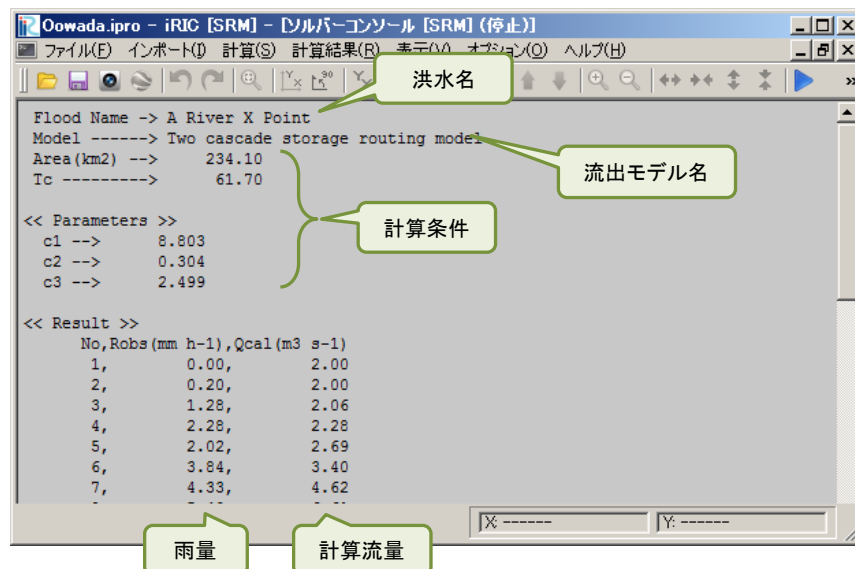 Oowada.ipro - iRIC [SRM] - [ソルバーコンソール [SRM] (停止)]
ファイル(F) インポート(I) 計算(S) 計算結果(R) 表示(V) オプション(O) ヘルプ(H)
洪水名
Flood Name -> A River X Point
Model ------> Two cascade storage routing model
流出モデル名
Area(km2) --> 234.10
Tc ---------> 61.70
計算条件
<< Parameters >>
c1 --> 8.803
c2 --> 0.304
c3 --> 2.499
<< Result >>
No,Robs(mm h-1),Qcal(m3 s-1)
1, 0.00, 2.00
2, 0.20, 2.00
3, 1.28, 2.06
4, 2.28, 2.28
5, 2.02, 2.69
6, 3.84, 3.40
7, 4.33, 4.62
X: ------ Y: ------
雨量 計算流量